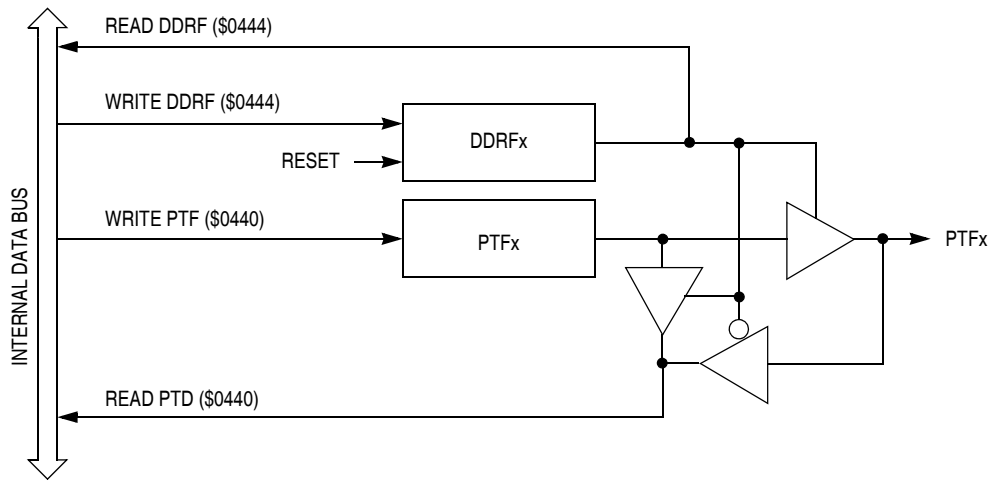 READ DDRF ($0444)
WRITE DDRF ($0444)
DDRFx
RESET
INTERNAL DATA BUS
WRITE PTF ($0440)
PTFx
PTFx
READ PTD ($0440)